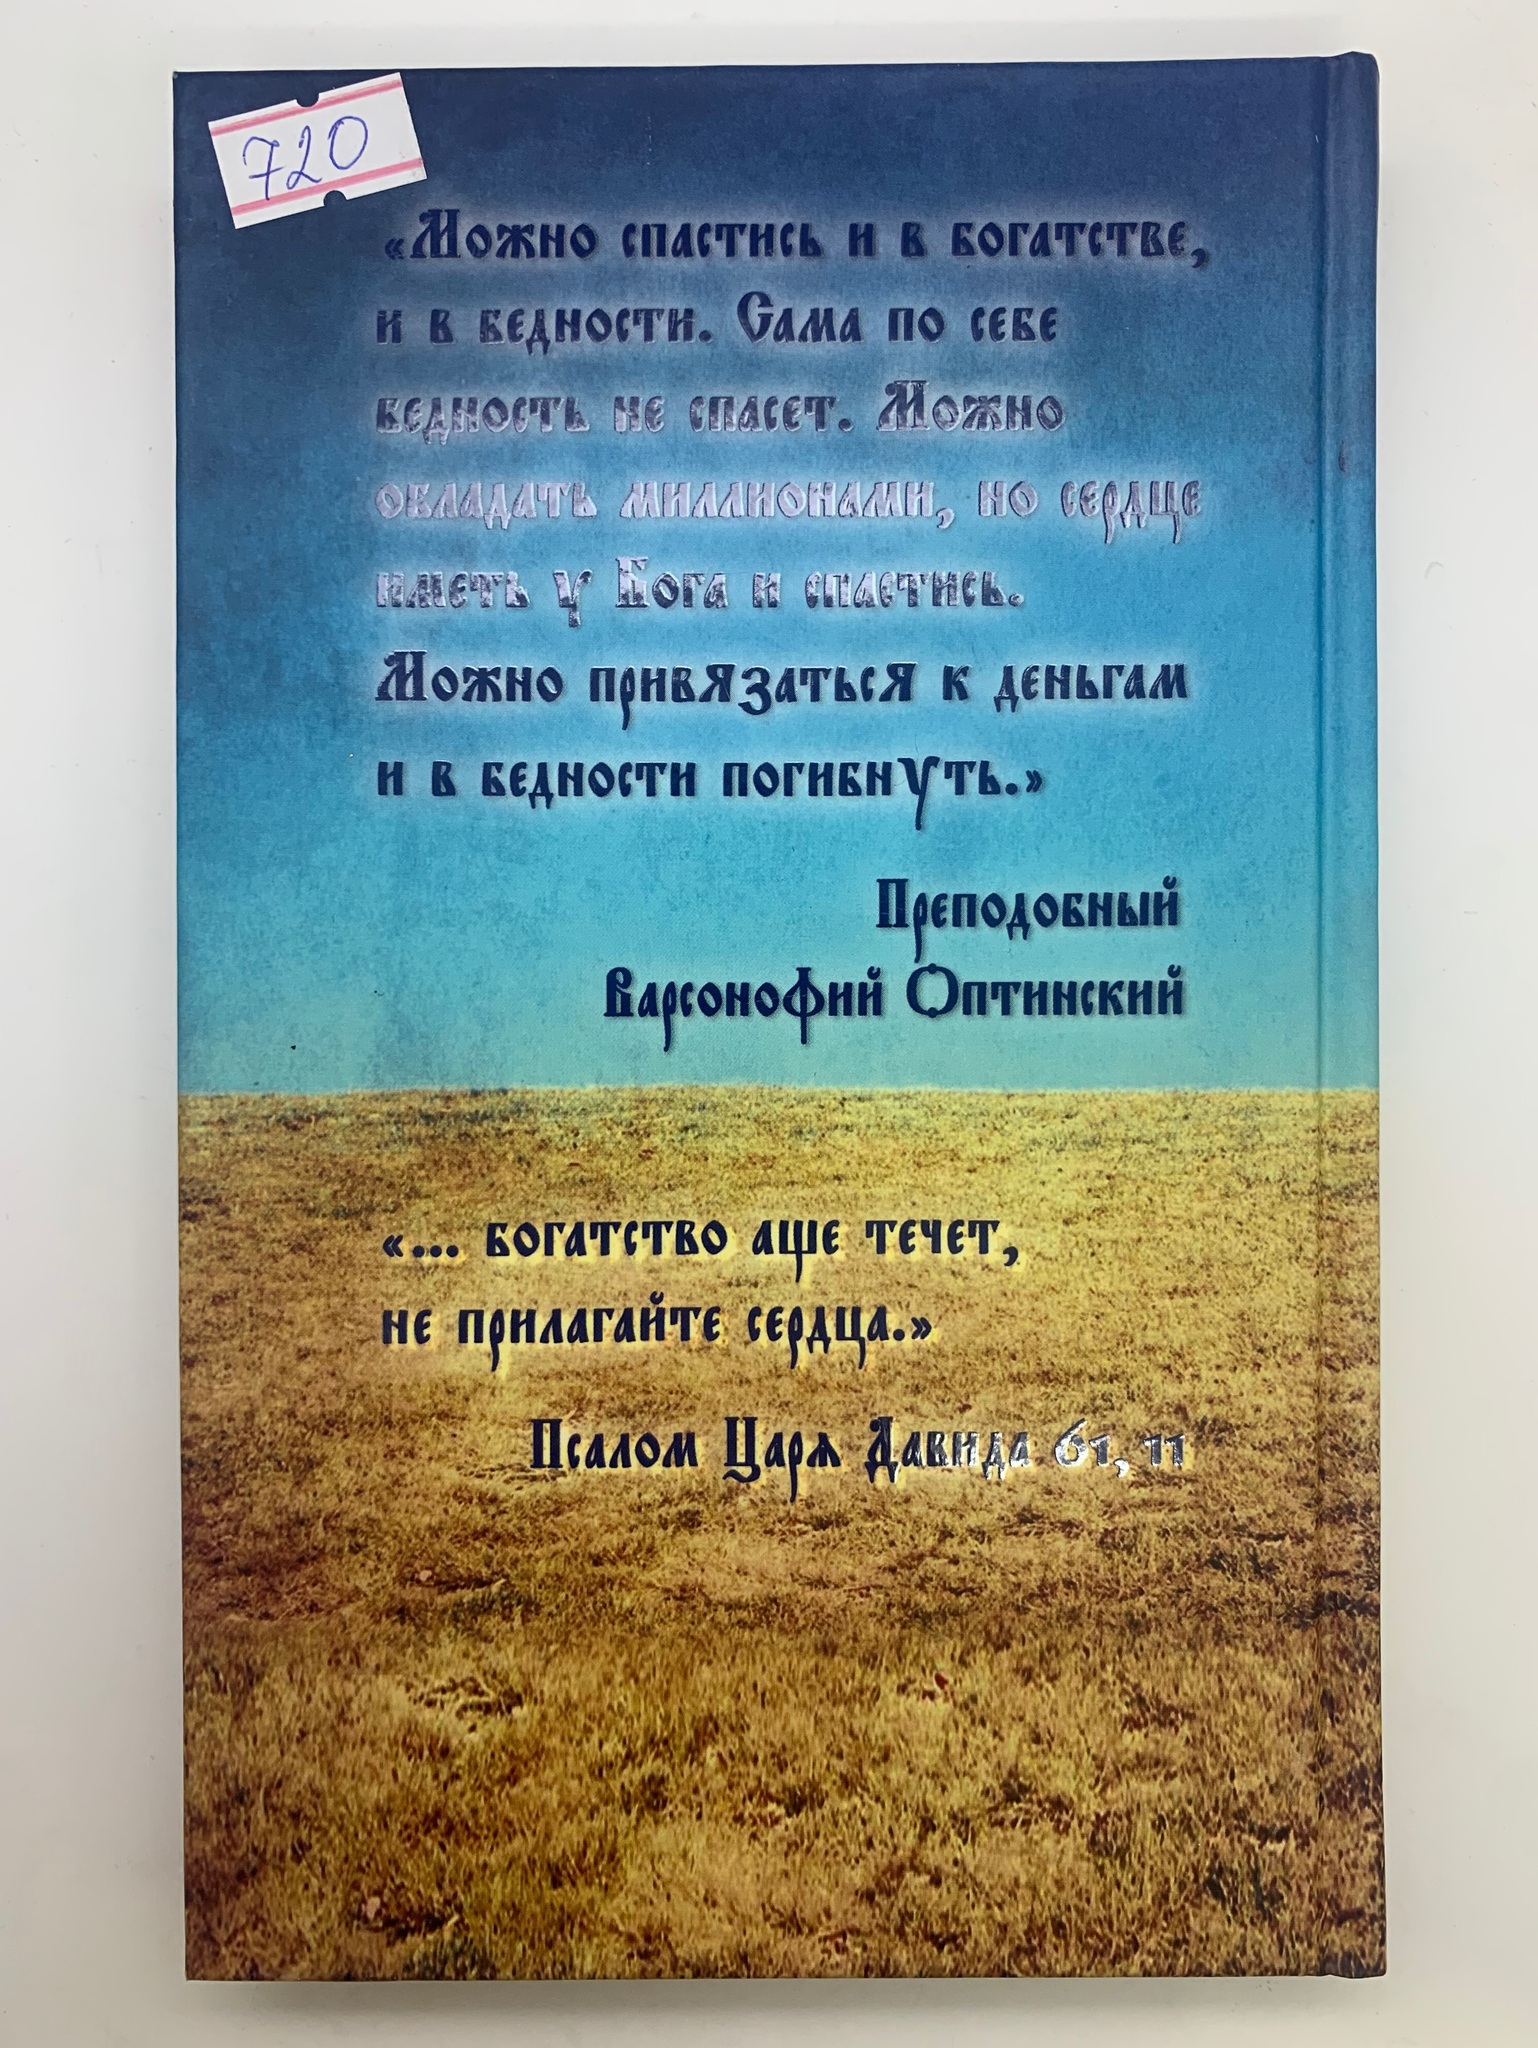 720
«Можно спастись и в богатстве,
и в бедности. Сама по себе
бедность не спасет. Можно
обладать миллионами, но сердце
иметь у Бога и спастись.
Можно привязаться к деньгам
и в бедности погибнуть.»
Преподобный
Варсонофий Оптинский
«... богатство аще течет,
не прилагайте сердца.»
Псалом Царя Давида 61, 11